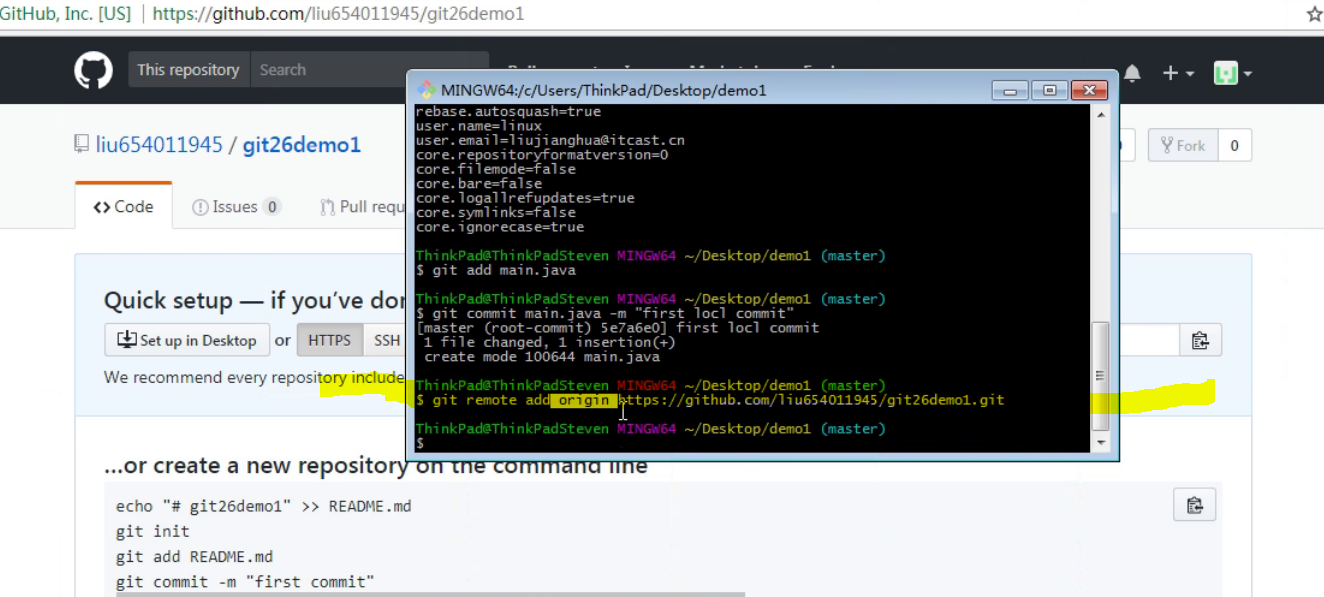 GitHub, Inc. [US] | https://github.com/liu654011945/git26demo1
This repository Search
MINGW64:/c/Users/ThinkPad/Desktop/demo1
rebase.autosquash=true
user.name=linux
user.email=liujianghua@itcast.cn
core.repositoryformatversion=0
core.filemode=false
core.bare=false
core.logallrefupdates=true
core.symlinks=false
core.ignorecase=true
ThinkPad@ThinkPadSteven MINGW64 ~/Desktop/demo1 (master)
$ git add main.java
ThinkPad@ThinkPadSteven MINGW64 ~/Desktop/demo1 (master)
$ git commit main.java -m "first locl commit"
[master (root-commit) 5e7a6e0] first locl commit
1 file changed, 1 insertion(+)
create mode 100644 main.java
ThinkPad@ThinkPadSteven MINGW64 ~/Desktop/demo1 (master)
$ git remote add origin https://github.com/liu654011945/git26demo1.git
ThinkPad@ThinkPadSteven MINGW64 ~/Desktop/demo1 (master)
$
liu654011945 / git26demo1
Fork 0
Code Issues 0 Pull requ
Quick setup — if you’ve dor
Set up in Desktop or HTTPS SSH
We recommend every repository include
...or create a new repository on the command line
echo "# git26demo1" >> README.md
git init
git add README.md
git commit -m "first commit"